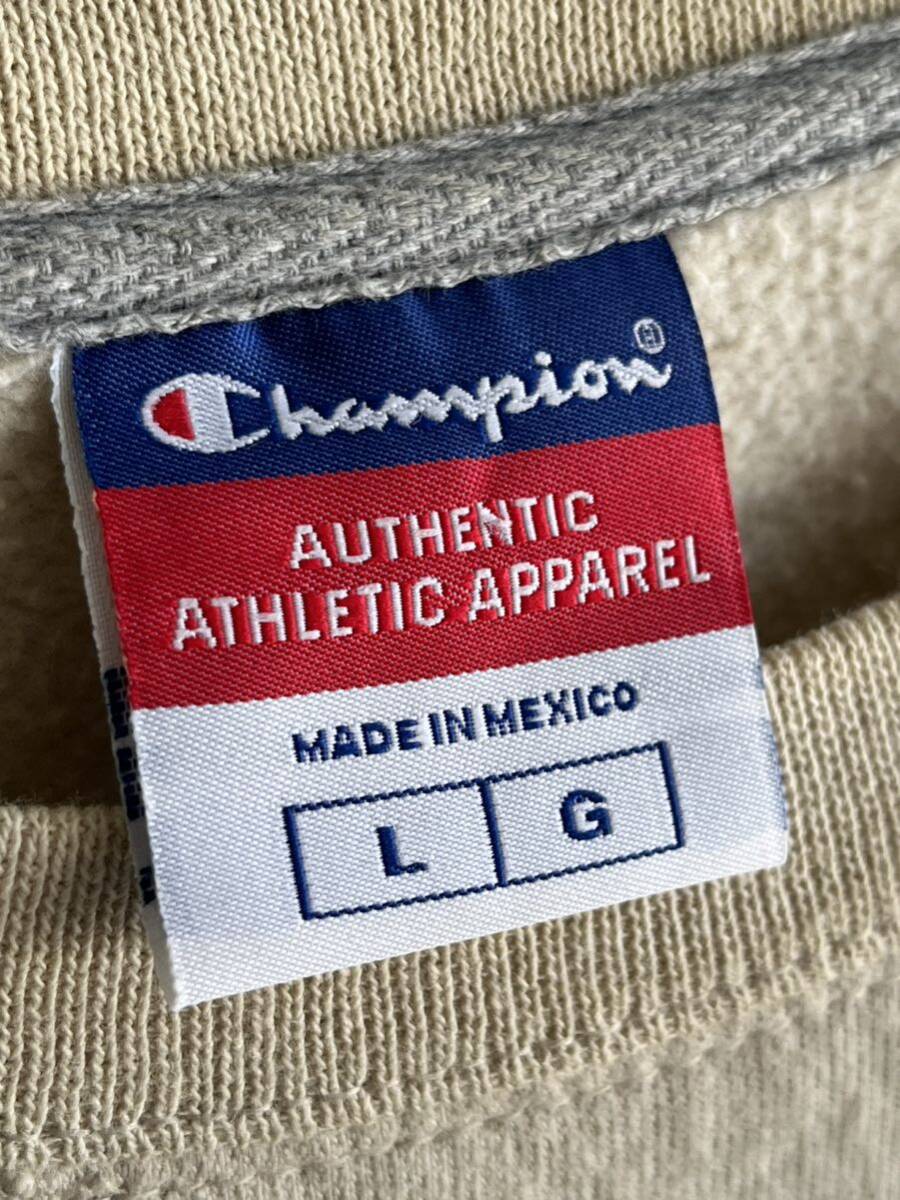 Champion®
AUTHENTIC
ATHLETIC APPAREL
MADE IN MEXICO
L G